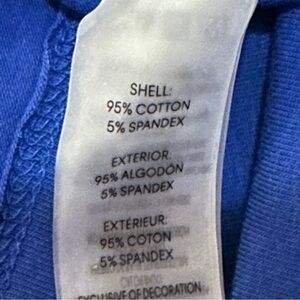 SHELL:
95% COTTON
5% SPANDEX
EXTERIOR:
95% ALGODÓN
5% SPANDEX
EXTÉRIEUR:
95% COTON
5% SPANDEX
EXCLUSIVE OF DECORATION